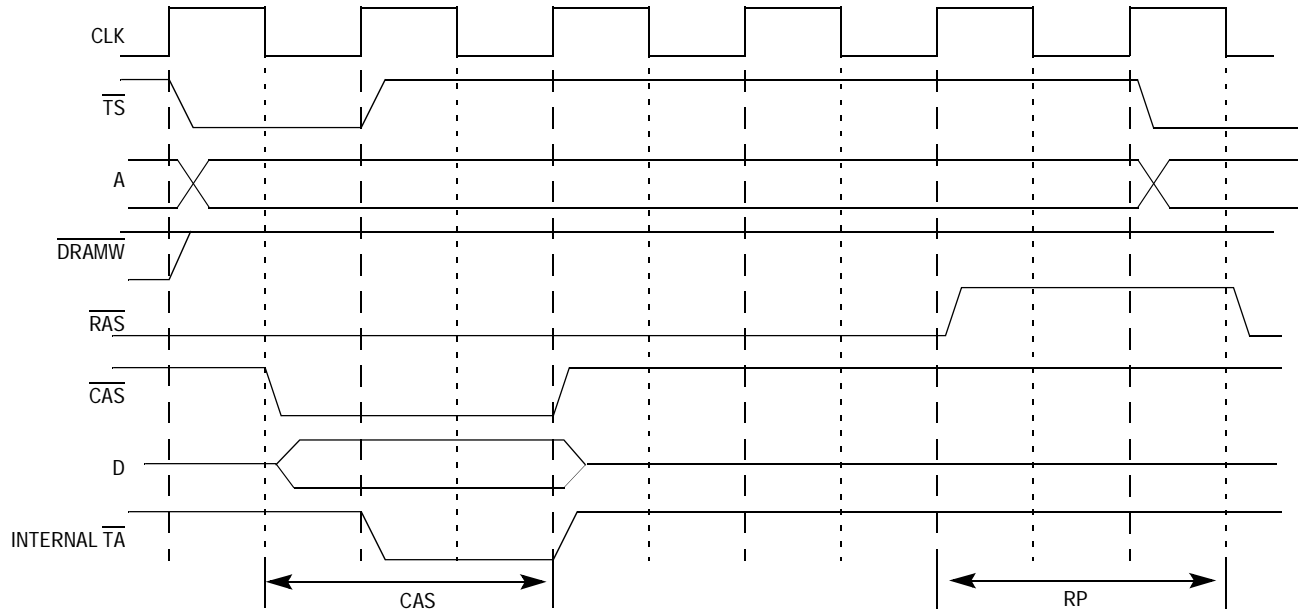 CLK
TS
A
DRAMW
RAS
CAS
D
INTERNAL TA
CAS
RP